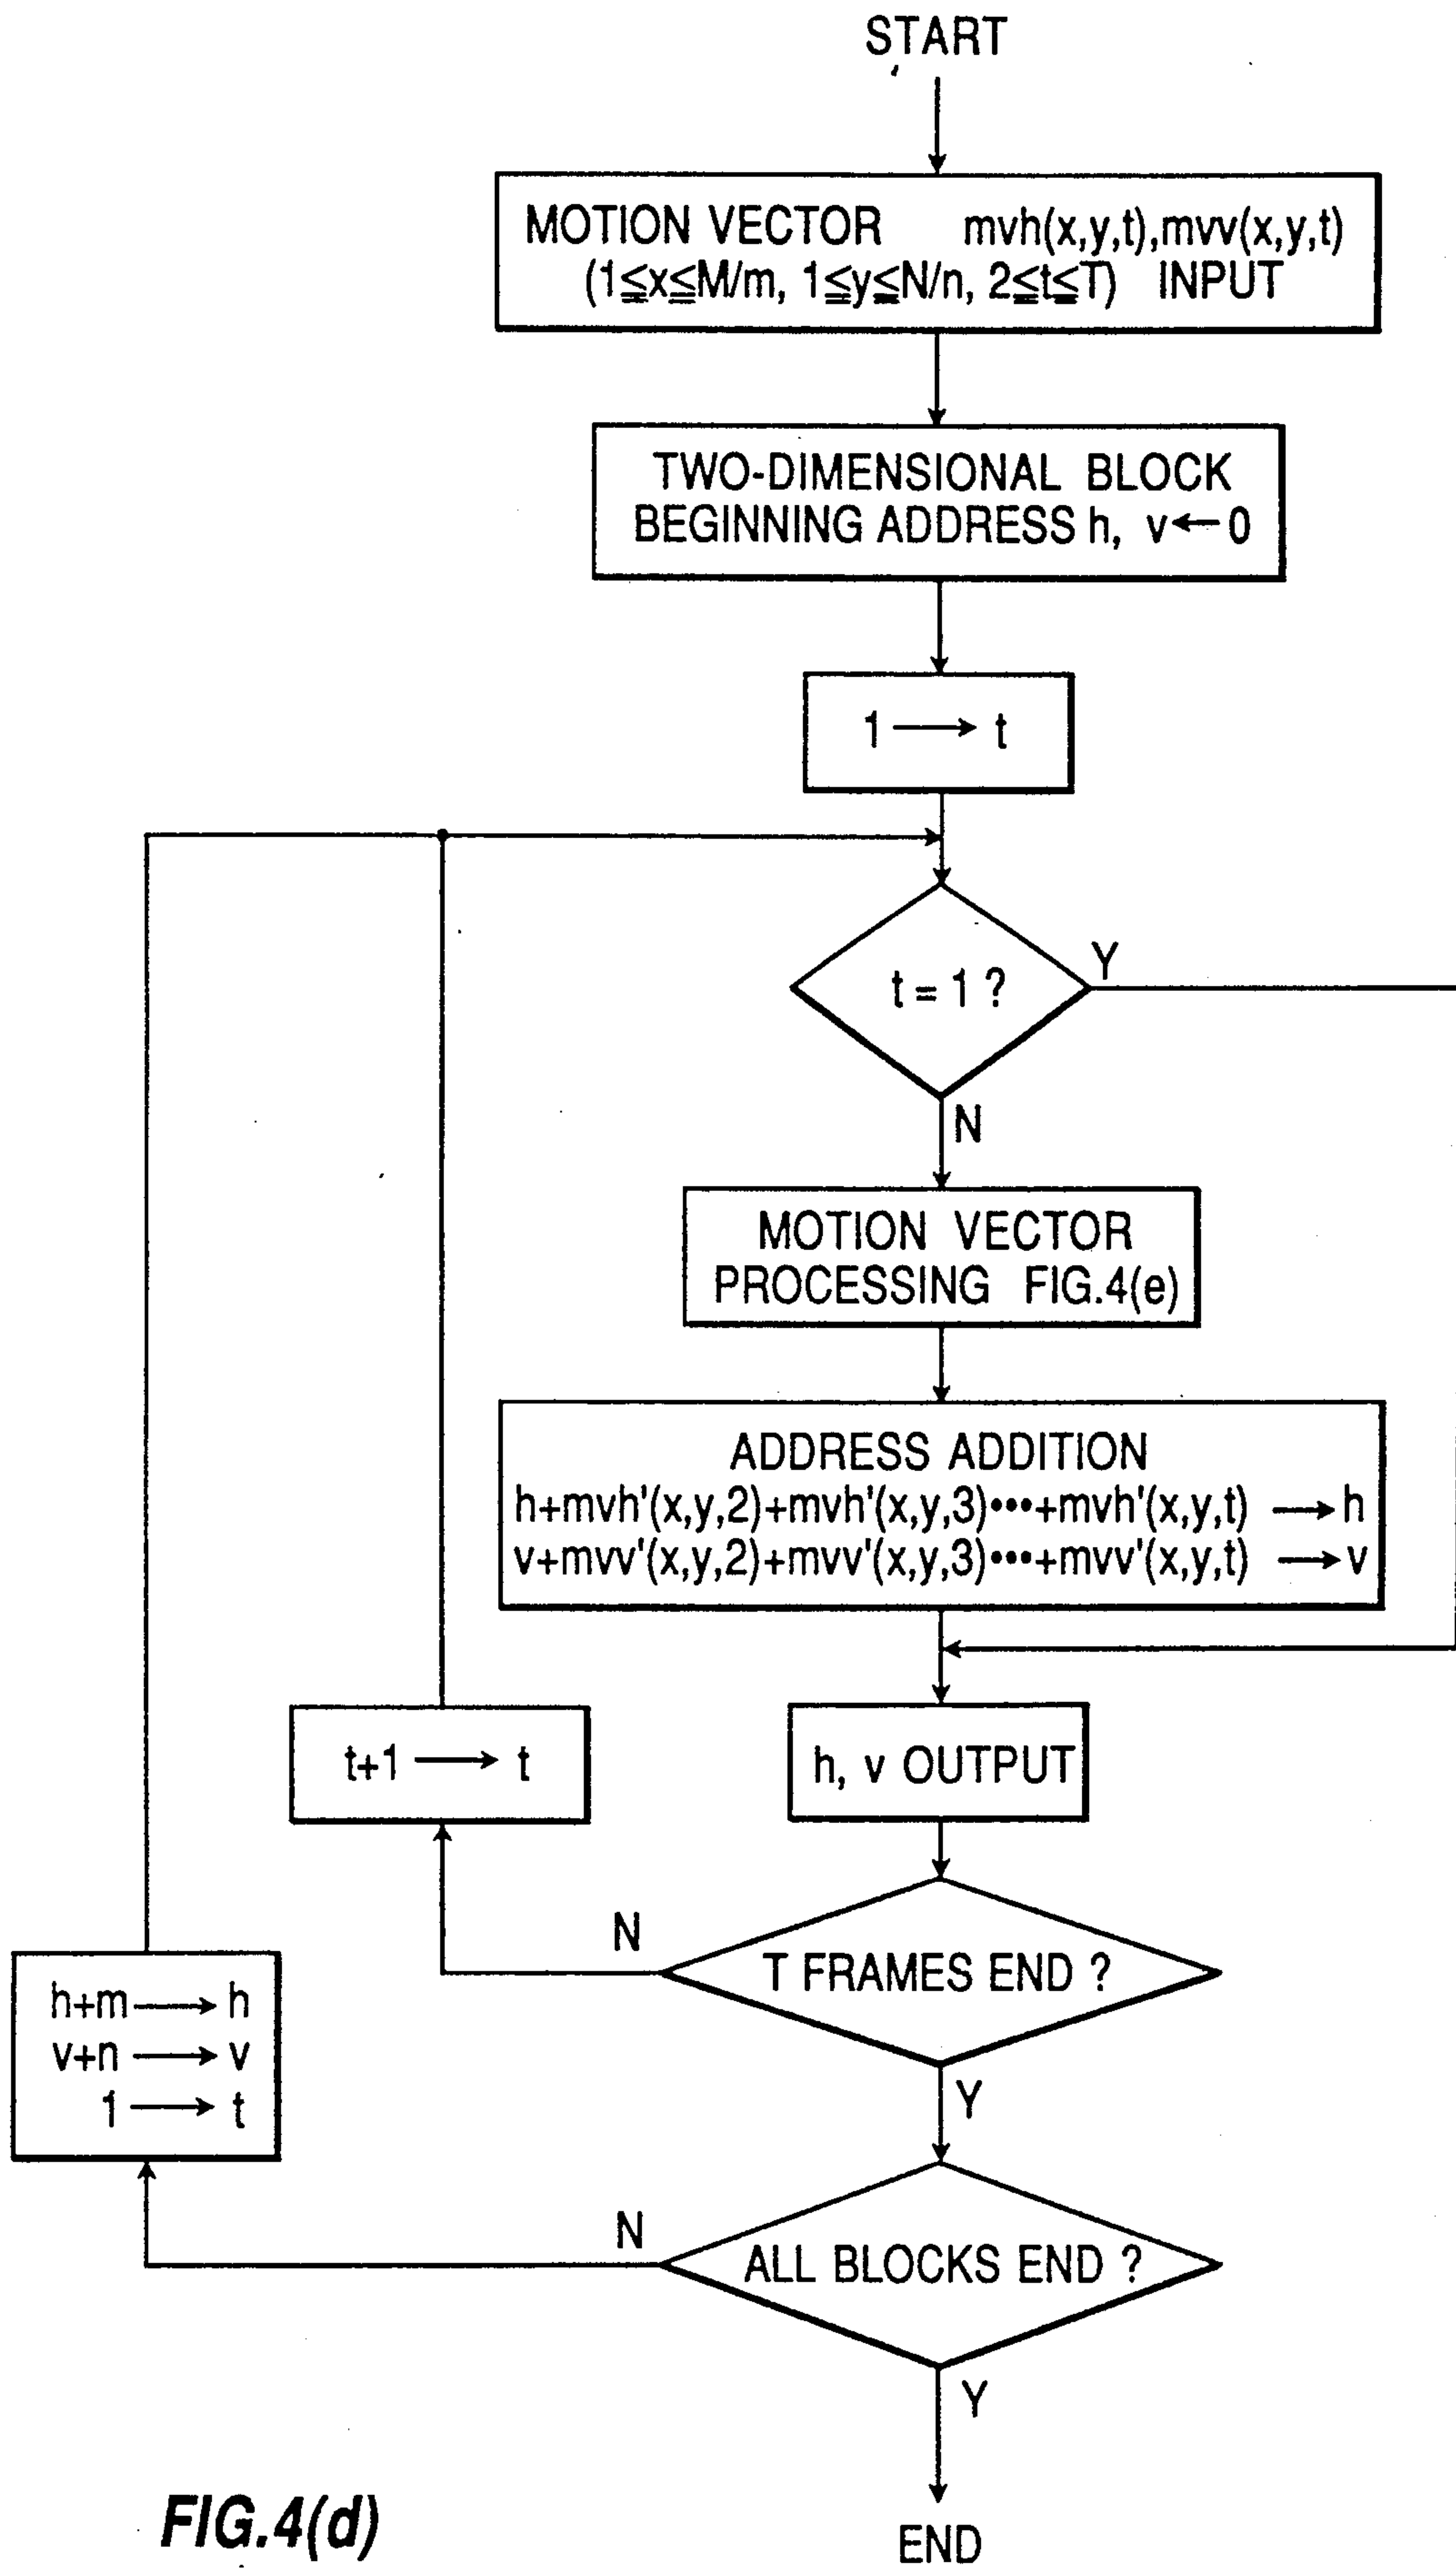 START
MOTION VECTOR mvh(x,y,t),mvv(x,y,t)
(1≦x≦M/m, 1≦y≦N/n, 2≦t≦T) INPUT
TWO-DIMENSIONAL BLOCK
BEGINNING ADDRESS h, v←0
1 → t
t = 1 ?
Y
N
MOTION VECTOR
PROCESSING FIG.4(e)
ADDRESS ADDITION
h+mvh'(x,y,2)+mvh'(x,y,3)•••+mvh'(x,y,t) → h
v+mvv'(x,y,2)+mvv'(x,y,3)•••+mvv'(x,y,t) → v
t+1 → t
h, v OUTPUT
N
T FRAMES END ?
Y
h+m → h
v+n → v
1 → t
N
ALL BLOCKS END ?
Y
END
FIG.4(d)